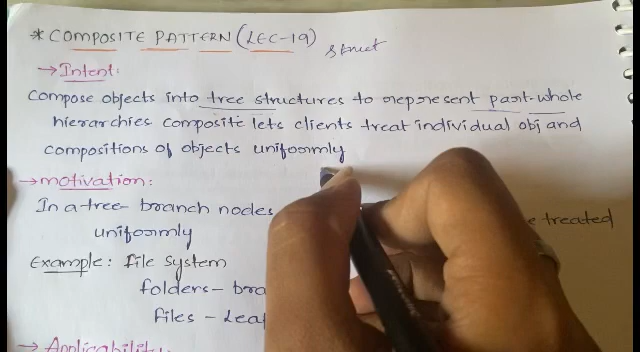 * COMPOSITE PATTERN (LEC-19) struct
→ Intent:
Compose objects into tree structures to represent part-whole
hierarchies composite lets clients treat individual obj and
compositions of objects uniformly
→ motivation:
In a tree- branch nodes treated
uniformly
Example: file system
folders-
files -
→ Applicability: